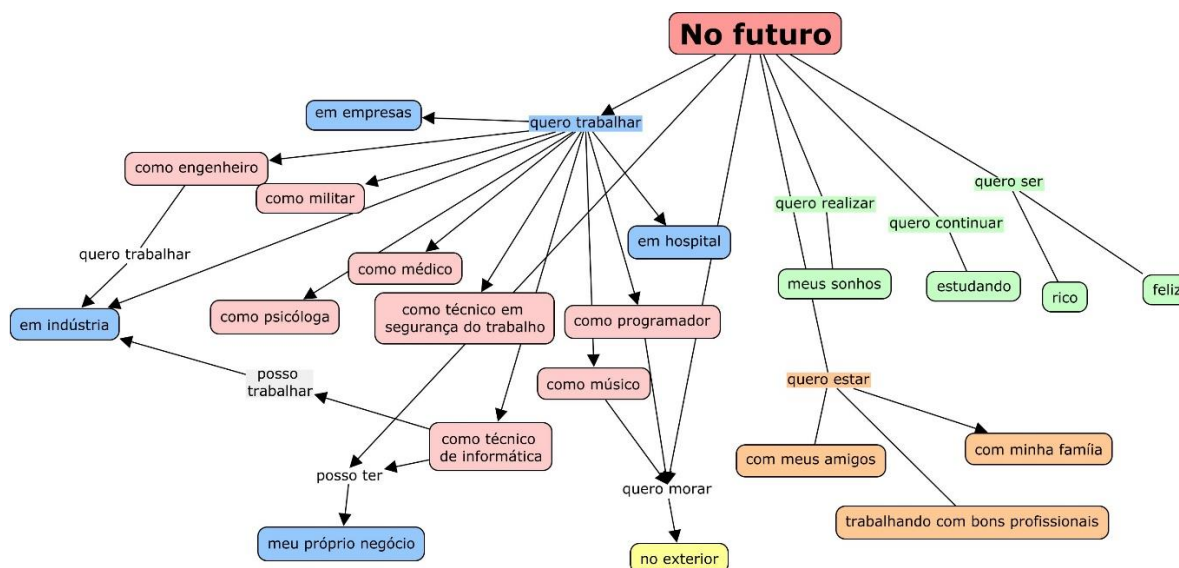 No futuro
em empresas
quero trabalhar
como engenheiro
como militar
quero ser
quero realizar
quero continuar
quero trabalhar
em hospital
como médico
meus sonhos
estudando
rico
feliz
em indústria
como psicóloga
como técnico em
segurança do trabalho
como programador
posso
trabalhar
como músico
quero estar
como técnico
de informática
com meus amigos
com minha famíia
posso ter
quero morar
trabalhando com bons profissionais
meu próprio negócio
no exterior